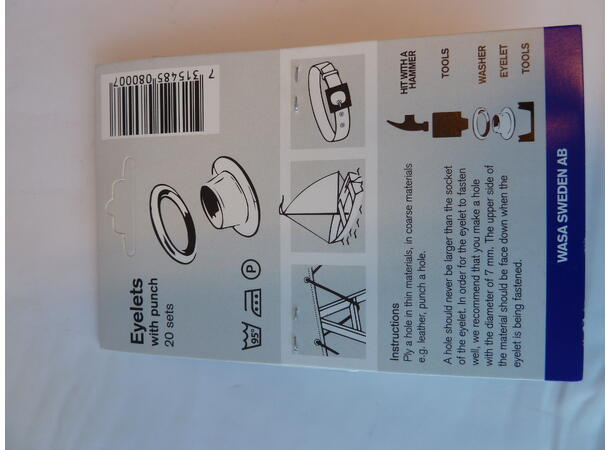 Eyelets
with punch
20 sets
95°
P
7 315485 080007
Instructions
Ply a hole in thin materials, in coarse materials
e.g. leather, punch a hole.
A hole should never be larger than the socket
of the eyelet. In order for the eyelet to fasten
well, we recommend that you make a hole
with the diameter of 7 mm. The upper side of
the material should be face down when the
eyelet is being fastened.
HIT WITH A
HAMMER
TOOLS
WASHER
EYELET
TOOLS
WASA SWEDEN AB